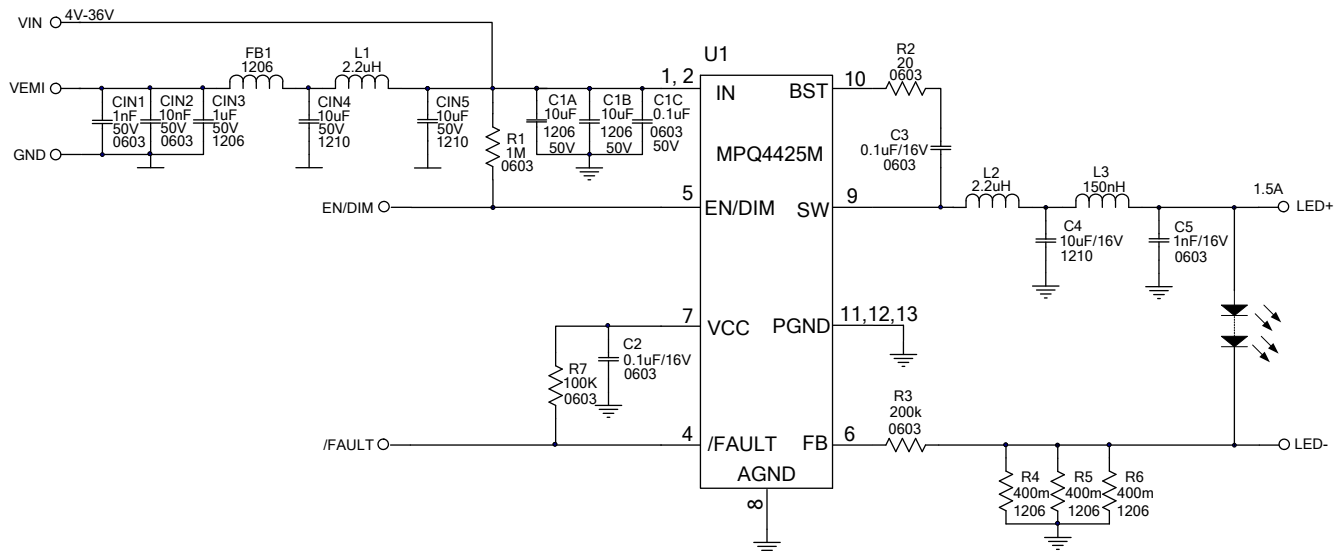 VIN
4V-36V
VEMI
GND
CIN1
1nF
50V
0603
CIN2
10nF
50V
0603
CIN3
1uF
50V
1206
FB1
1206
CIN4
10uF
50V
1210
L1
2.2uH
CIN5
10uF
50V
1210
R1
1M
0603
C1A
10uF
1206
50V
C1B
10uF
1206
50V
C1C
0.1uF
0603
50V
EN/DIM
U1
1, 2
IN
BST
10
MPQ4425M
5
EN/DIM
SW
9
7
VCC
PGND
11,12,13
4
/FAULT
FB
6
AGND
8
R2
20
0603
C3
0.1uF/16V
0603
L2
2.2uH
L3
150nH
C4
10uF/16V
1210
C5
1nF/16V
0603
1.5A
LED+
C2
0.1uF/16V
0603
R7
100K
0603
/FAULT
R3
200k
0603
LED-
R4
400m
1206
R5
400m
1206
R6
400m
1206